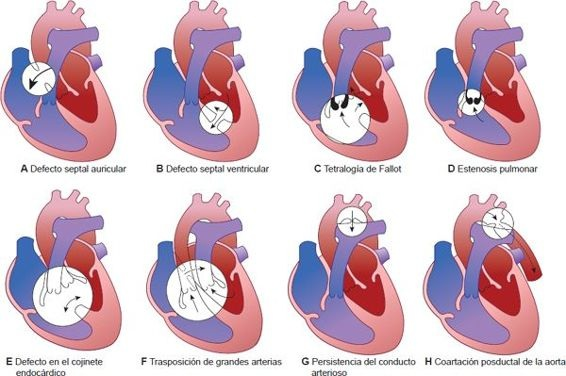 A Defecto septal auricular
B Defecto septal ventricular
C Tetralogía de Fallot
D Estenosis pulmonar
E Defecto en el cojinete
endocárdico
F Trasposición de grandes arterias
G Persistencia del conducto
arterioso
H Coartación posductal de la aorta